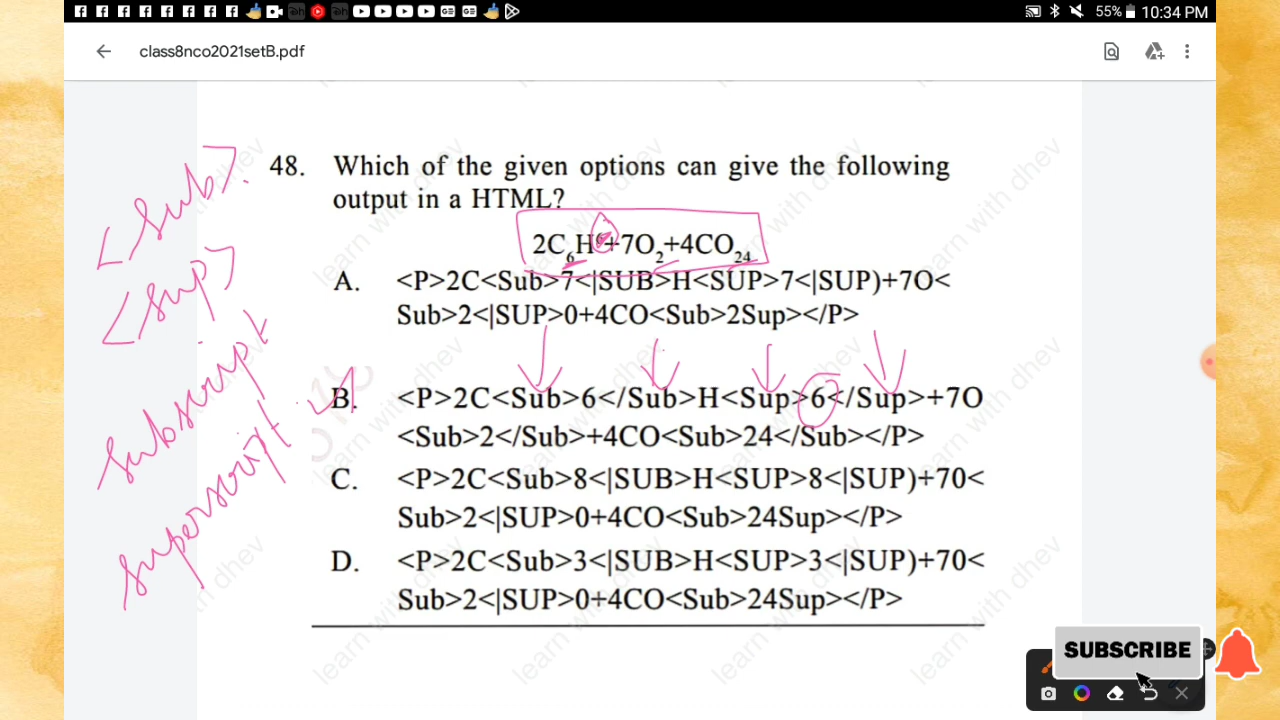 55% 10:34 PM
class8nco2021setB.pdf
48. Which of the given options can give the following
output in a HTML?
2C₆H⁶+7O₂+4CO₂₄
A. <P>2C<Sub>7<|SUB>H<SUP>7<|SUP)+7O<
Sub>2<|SUP>0+4CO<Sub>2Sup></P>
B. <P>2C<Sub>6</Sub>H<Sup>6</Sup>+7O
<Sub>2</Sub>+4CO<Sub>24</Sub></P>
C. <P>2C<Sub>8<|SUB>H<SUP>8<|SUP)+70<
Sub>2<|SUP>0+4CO<Sub>24Sup></P>
D. <P>2C<Sub>3<|SUB>H<SUP>3<|SUP)+70<
Sub>2<|SUP>0+4CO<Sub>24Sup></P>
<Sub>
<Sup>
Subscript
Superscript
learn with dhev
SUBSCRIBE